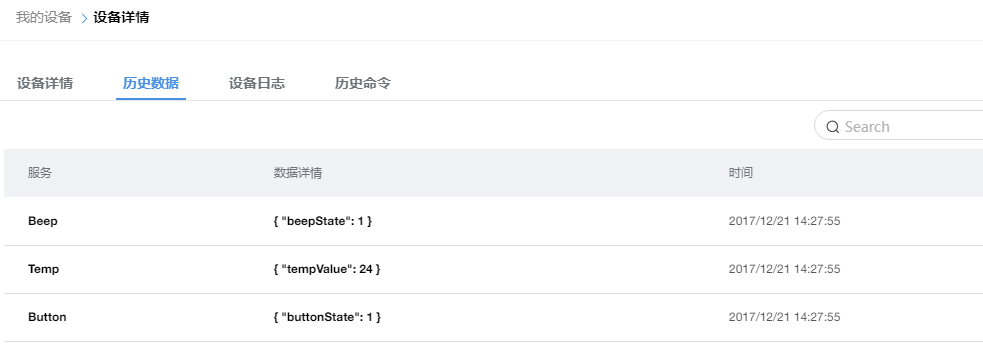 我的设备 > 设备详情
设备详情 历史数据 设备日志 历史命令
Search
服务 数据详情 时间
Beep { "beepState": 1 } 2017/12/21 14:27:55
Temp { "tempValue": 24 } 2017/12/21 14:27:55
Button { "buttonState": 1 } 2017/12/21 14:27:55